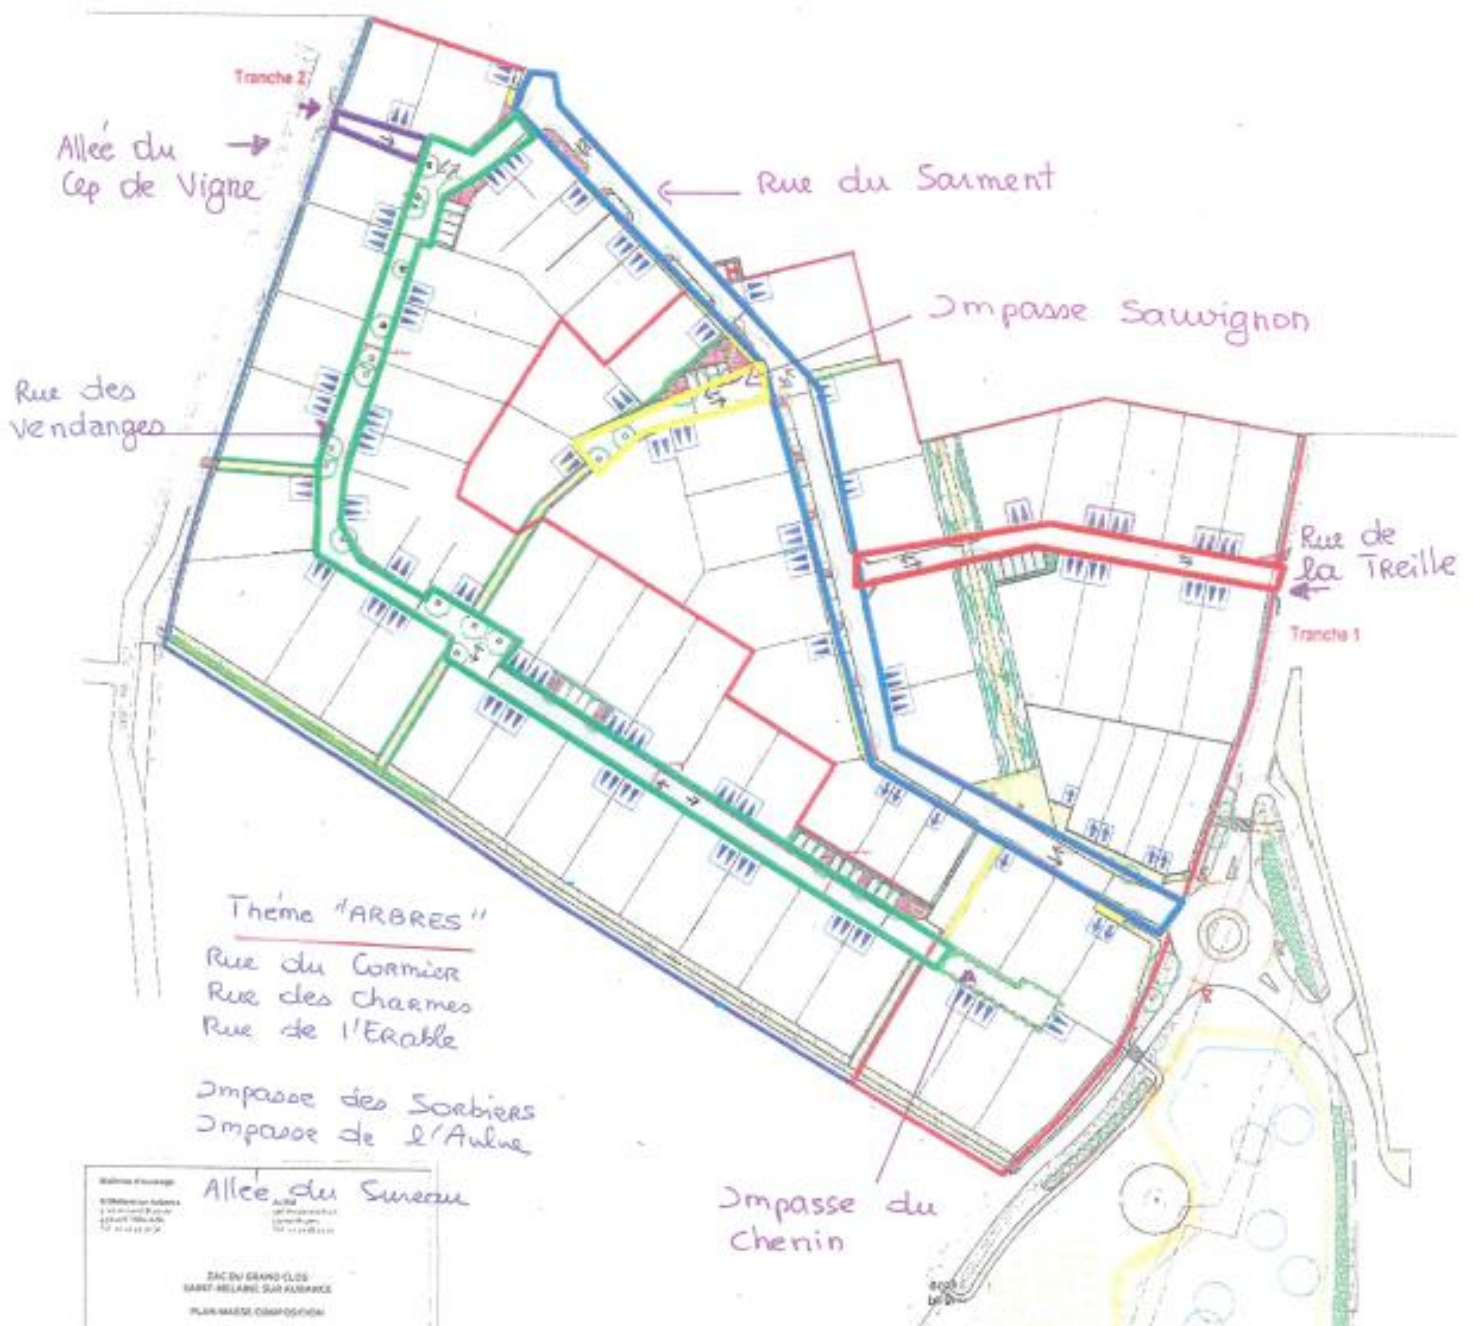 Tranche 2
Allée du
Cep de Vigne
Rue du Sarment
Impasse Sauvignon
Rue des
Vendanges
Rue de
la Treille
Tranche 1
Thème "ARBRES"
Rue du Cormier
Rue des Charmes
Rue de l'Erable
Impasse des Sorbiers
Impasse de l'Aulne
Allée du Sureau
Impasse du
Chenin
ZAC DU GRAND CLOS
SAINT-MELAINE SUR AUBANCE
PLAN MASSE COMPOSITION